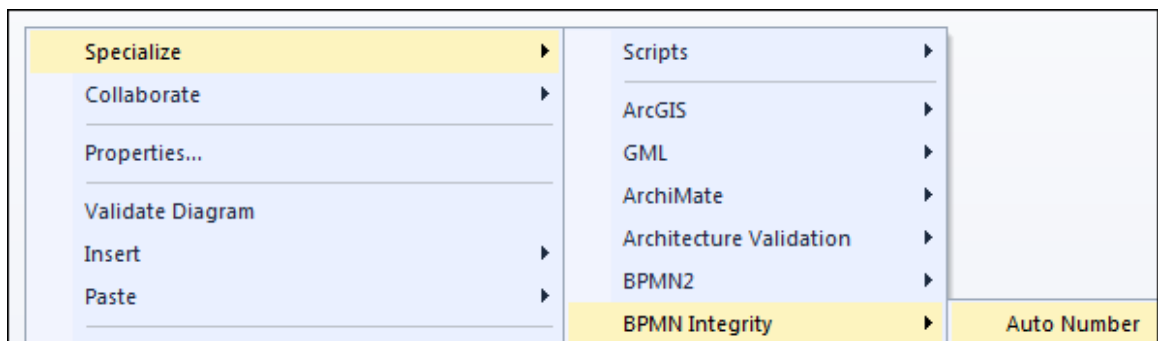 Specialize
Collaborate
Properties...
Validate Diagram
Insert
Paste
Scripts
ArcGIS
GML
ArchiMate
Architecture Validation
BPMN2
BPMN Integrity
Auto Number